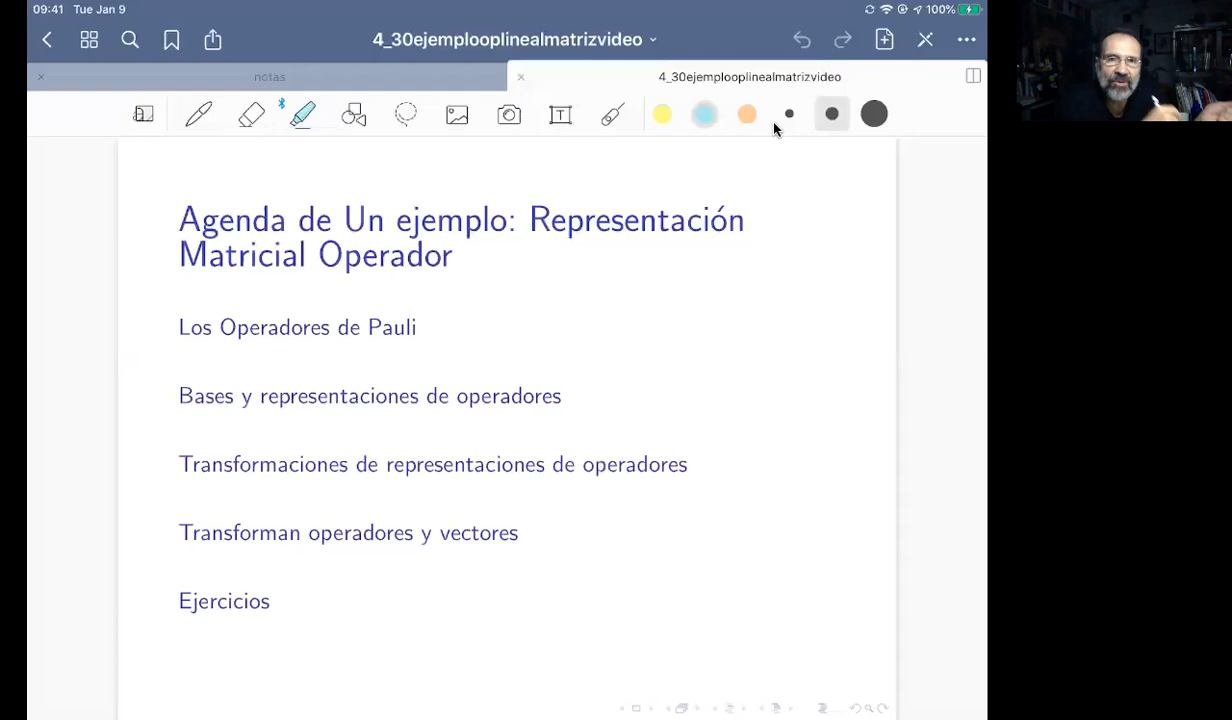 09:41 Tue Jan 9
100%
4_30ejemplooplinealmatrizvideo
notas
4_30ejemplooplinealmatrizvideo
Agenda de Un ejemplo: Representación
Matricial Operador
Los Operadores de Pauli
Bases y representaciones de operadores
Transformaciones de representaciones de operadores
Transforman operadores y vectores
Ejercicios